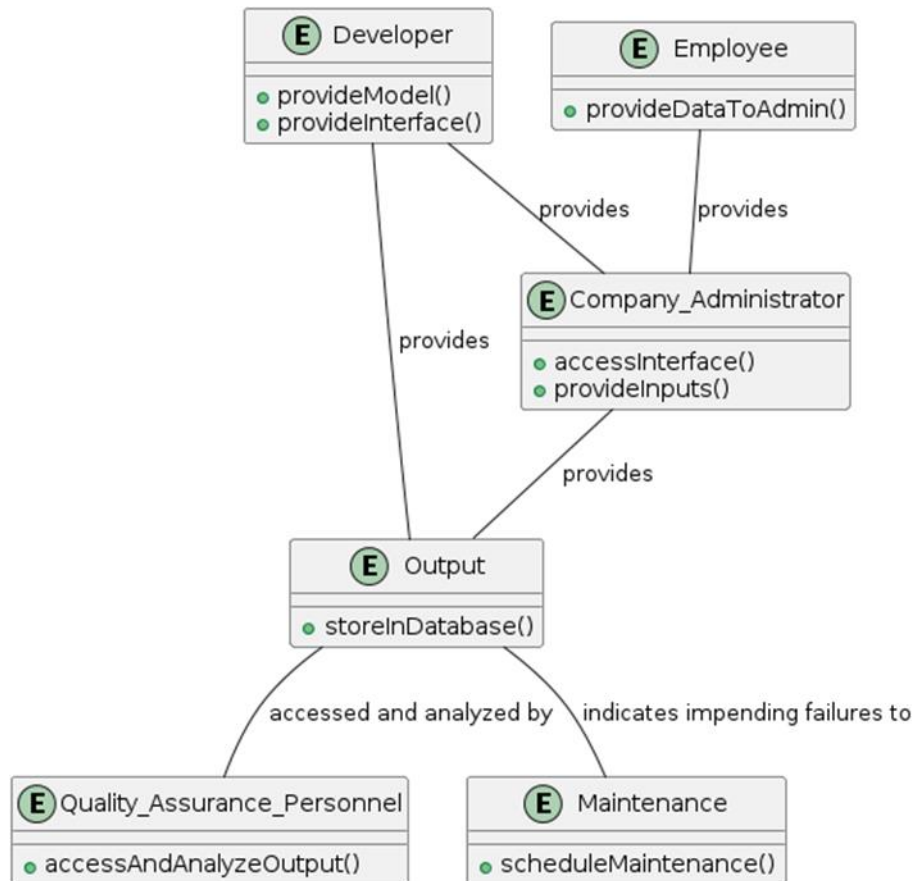 E Developer
provideModel()
provideInterface()
E Employee
provideDataToAdmin()
provides
provides
E Company_Administrator
accessInterface()
provideInputs()
provides
provides
E Output
storeInDatabase()
accessed and analyzed by
indicates impending failures to
E Quality_Assurance_Personnel
accessAndAnalyzeOutput()
E Maintenance
scheduleMaintenance()